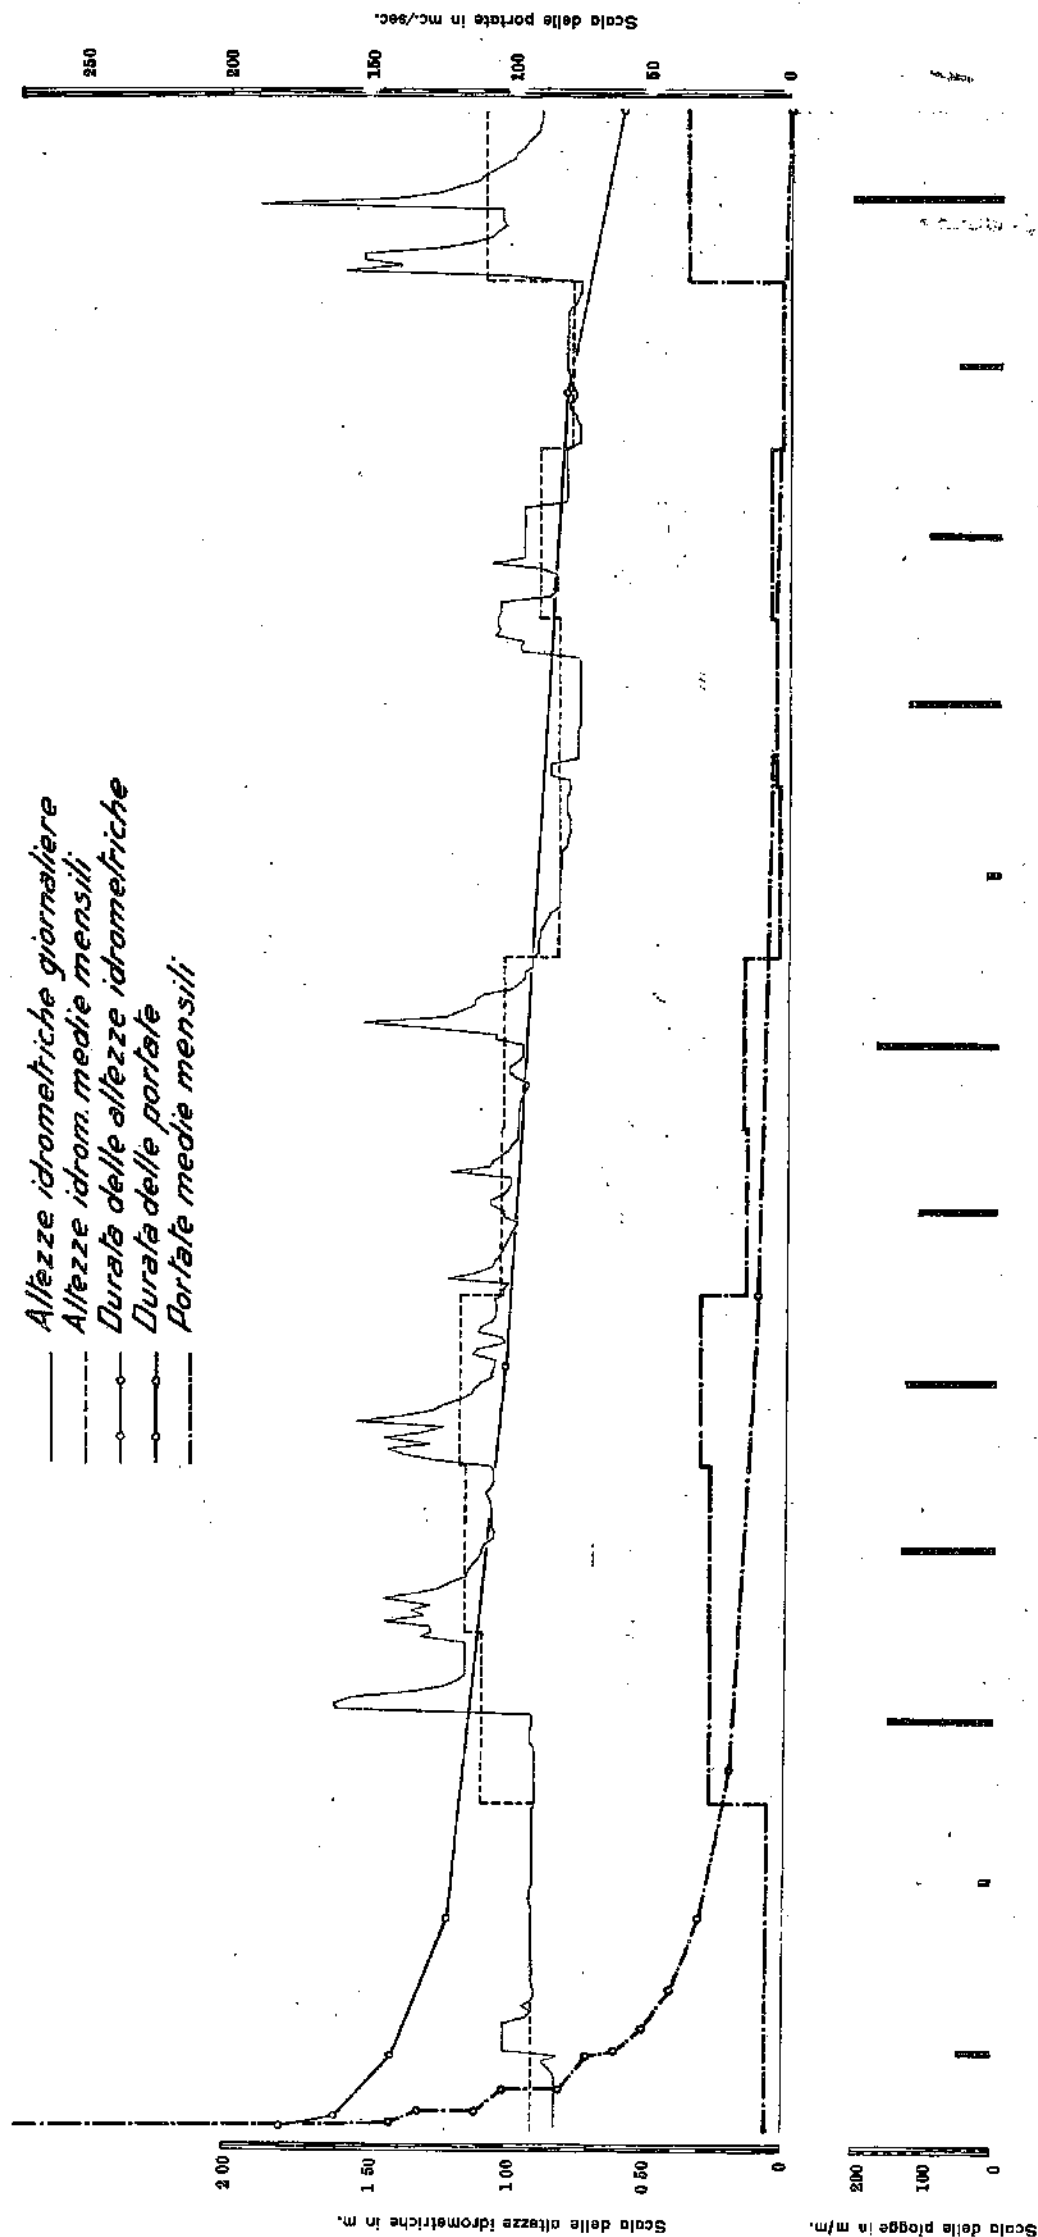 Altezze idrometriche giornaliere
Altezze idrom. medie mensili
Durata delle altezze idrometriche
Durata delle portate
Portate medie mensili
Scala delle altezze idrometriche in m.
2 00
1 50
1 00
0 50
0
Scala delle portate in mc./sec.
250
200
150
100
50
0
Scala delle piogge in m/m.
200
100
0